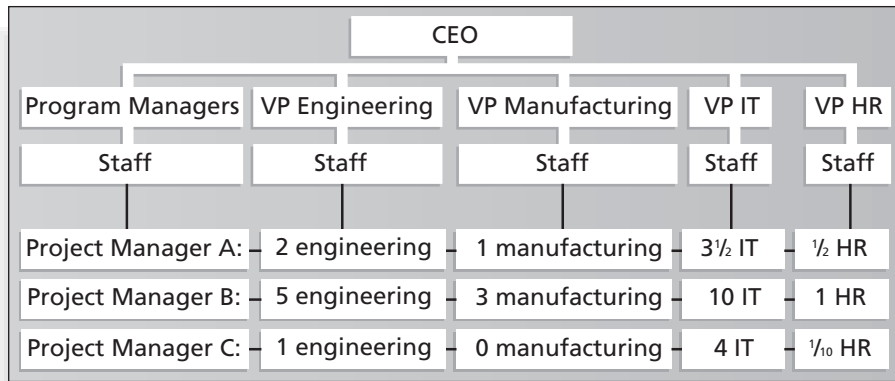 CEO
Program Managers VP Engineering VP Manufacturing VP IT VP HR
Staff Staff Staff Staff Staff
Project Manager A: 2 engineering 1 manufacturing 3½ IT ½ HR
Project Manager B: 5 engineering 3 manufacturing 10 IT 1 HR
Project Manager C: 1 engineering 0 manufacturing 4 IT 1/10 HR